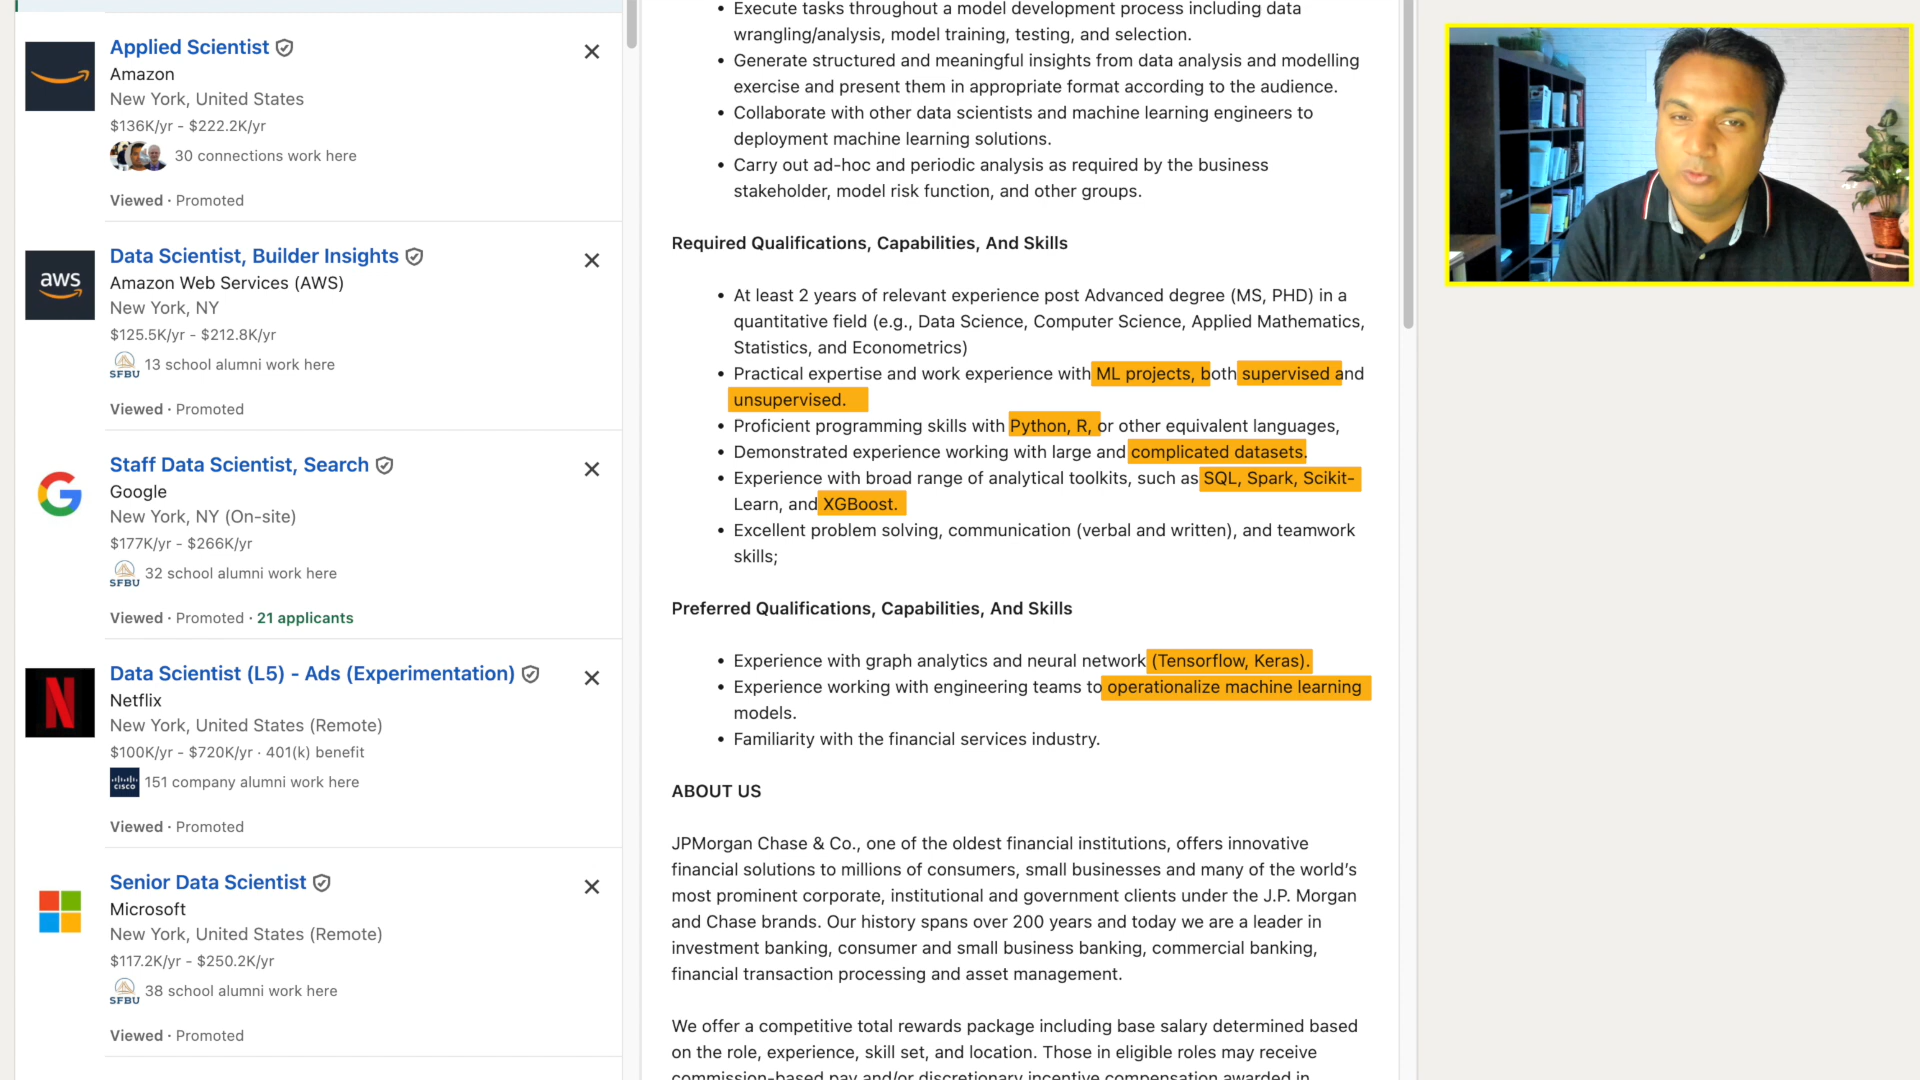 Applied Scientist
Amazon
New York, United States
$136K/yr - $222.2K/yr
30 connections work here
Viewed · Promoted
aws
Data Scientist, Builder Insights
Amazon Web Services (AWS)
New York, NY
$125.5K/yr - $212.8K/yr
SFBU
13 school alumni work here
Viewed · Promoted
Staff Data Scientist, Search
Google
New York, NY (On-site)
$177K/yr - $266K/yr
SFBU
32 school alumni work here
Viewed · Promoted · 21 applicants
Data Scientist (L5) - Ads (Experimentation)
Netflix
New York, United States (Remote)
$100K/yr - $720K/yr · 401(k) benefit
CISCO
151 company alumni work here
Viewed · Promoted
Senior Data Scientist
Microsoft
New York, United States (Remote)
$117.2K/yr - $250.2K/yr
SFBU
38 school alumni work here
Viewed · Promoted
• Execute tasks throughout a model development process including data
wrangling/analysis, model training, testing, and selection.
• Generate structured and meaningful insights from data analysis and modelling
exercise and present them in appropriate format according to the audience.
• Collaborate with other data scientists and machine learning engineers to
deployment machine learning solutions.
• Carry out ad-hoc and periodic analysis as required by the business
stakeholder, model risk function, and other groups.
Required Qualifications, Capabilities, And Skills
• At least 2 years of relevant experience post Advanced degree (MS, PHD) in a
quantitative field (e.g., Data Science, Computer Science, Applied Mathematics,
Statistics, and Econometrics)
• Practical expertise and work experience with ML projects, both supervised and
unsupervised.
• Proficient programming skills with Python, R, or other equivalent languages,
• Demonstrated experience working with large and complicated datasets.
• Experience with broad range of analytical toolkits, such as SQL, Spark, Scikit-
Learn, and XGBoost.
• Excellent problem solving, communication (verbal and written), and teamwork
skills;
Preferred Qualifications, Capabilities, And Skills
• Experience with graph analytics and neural network (Tensorflow, Keras).
• Experience working with engineering teams to operationalize machine learning
models.
• Familiarity with the financial services industry.
ABOUT US
JPMorgan Chase & Co., one of the oldest financial institutions, offers innovative
financial solutions to millions of consumers, small businesses and many of the world's
most prominent corporate, institutional and government clients under the J.P. Morgan
and Chase brands. Our history spans over 200 years and today we are a leader in
investment banking, consumer and small business banking, commercial banking,
financial transaction processing and asset management.
We offer a competitive total rewards package including base salary determined based
on the role, experience, skill set, and location. Those in eligible roles may receive
commission-based pay and/or discretionary incentive compensation awarded in